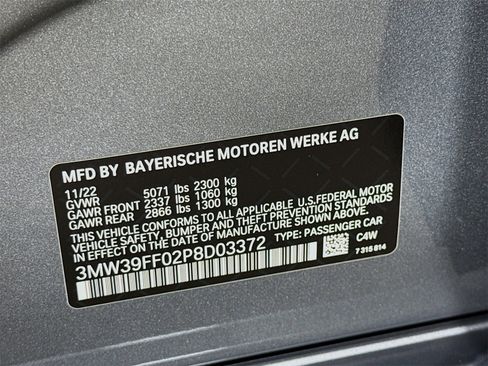 MFD BY BAYERISCHE MOTOREN WERKE AG
11/22
GVWR 5071 lbs 2300 kg
GAWR FRONT 2337 lbs 1060 kg
GAWR REAR 2866 lbs 1300 kg
THIS VEHICLE CONFORMS TO ALL APPLICABLE U.S. FEDERAL MOTOR
VEHICLE SAFETY, BUMPER, AND THEFT PREVENTION STANDARDS
IN EFFECT ON THE DATE OF MANUFACTURE SHOWN ABOVE.
3MW39FF02P8D03372 TYPE: PASSENGER CAR
C4W
7 315 814